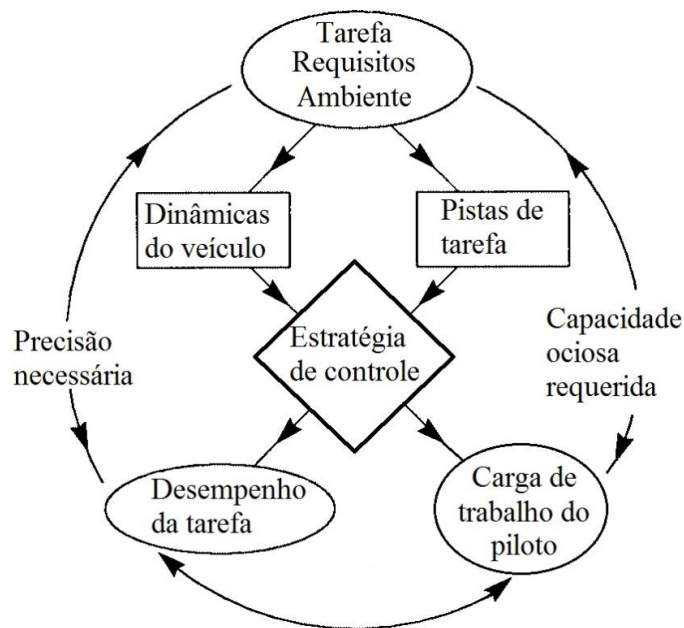 Tarefa
Requisitos
Ambiente
Dinâmicas
do veículo
Pistas de
tarefa
Estratégia
de controle
Precisão
necessária
Capacidade
ociosa
requerida
Desempenho
da tarefa
Carga de
trabalho do
piloto